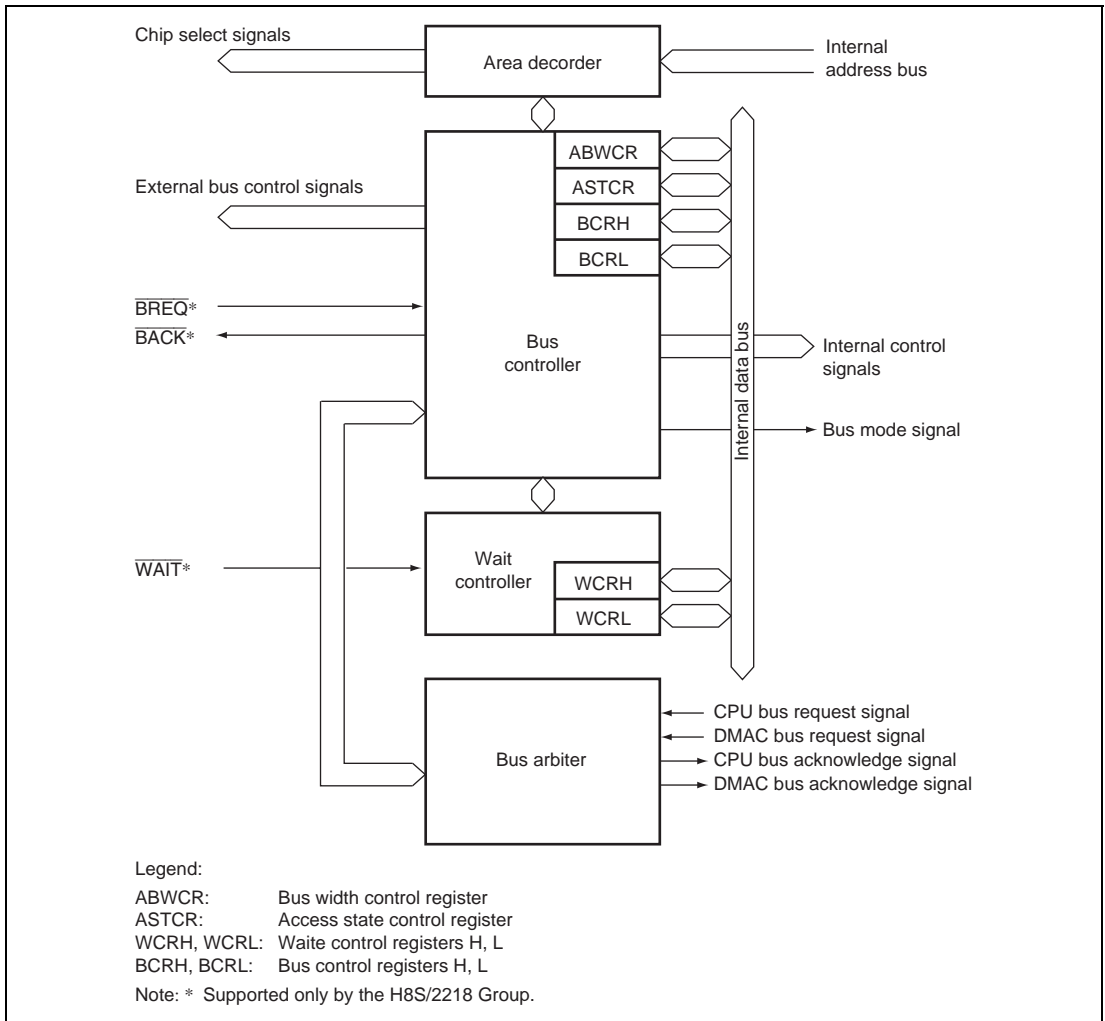 Chip select signals
Area decorder
Internal
address bus
ABWCR
ASTCR
External bus control signals
BCRH
BCRL
BREQ*
BACK*
Bus
controller
Internal data bus
Internal control
signals
Bus mode signal
WAIT*
Wait
controller
WCRH
WCRL
CPU bus request signal
DMAC bus request signal
Bus arbiter
CPU bus acknowledge signal
DMAC bus acknowledge signal
Legend:
ABWCR: Bus width control register
ASTCR: Access state control register
WCRH, WCRL: Waite control registers H, L
BCRH, BCRL: Bus control registers H, L
Note: * Supported only by the H8S/2218 Group.